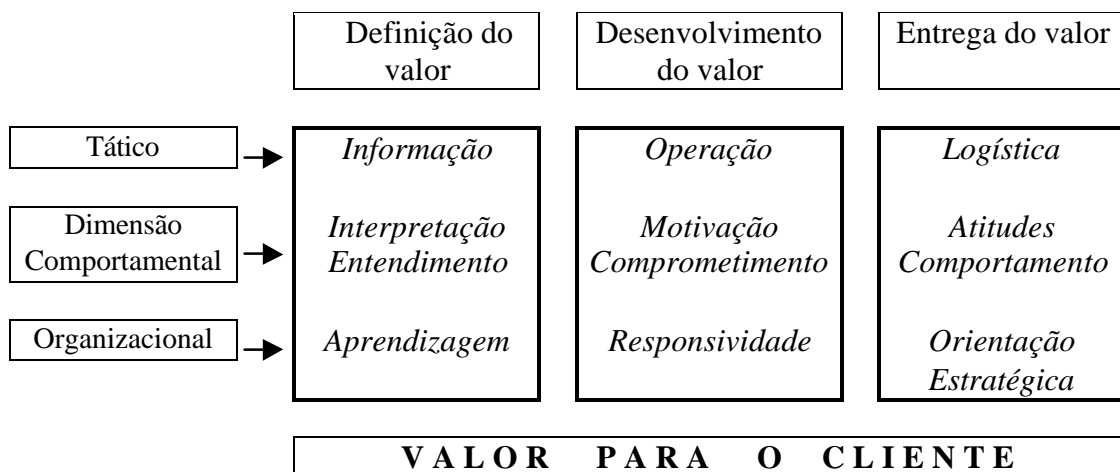 Definição do
valor
Desenvolvimento
do valor
Entrega do valor
Tático
Informação
Operação
Logística
Dimensão
Comportamental
Interpretação
Entendimento
Motivação
Comprometimento
Atitudes
Comportamento
Organizacional
Aprendizagem
Responsividade
Orientação
Estratégica
VALOR PARA O CLIENTE